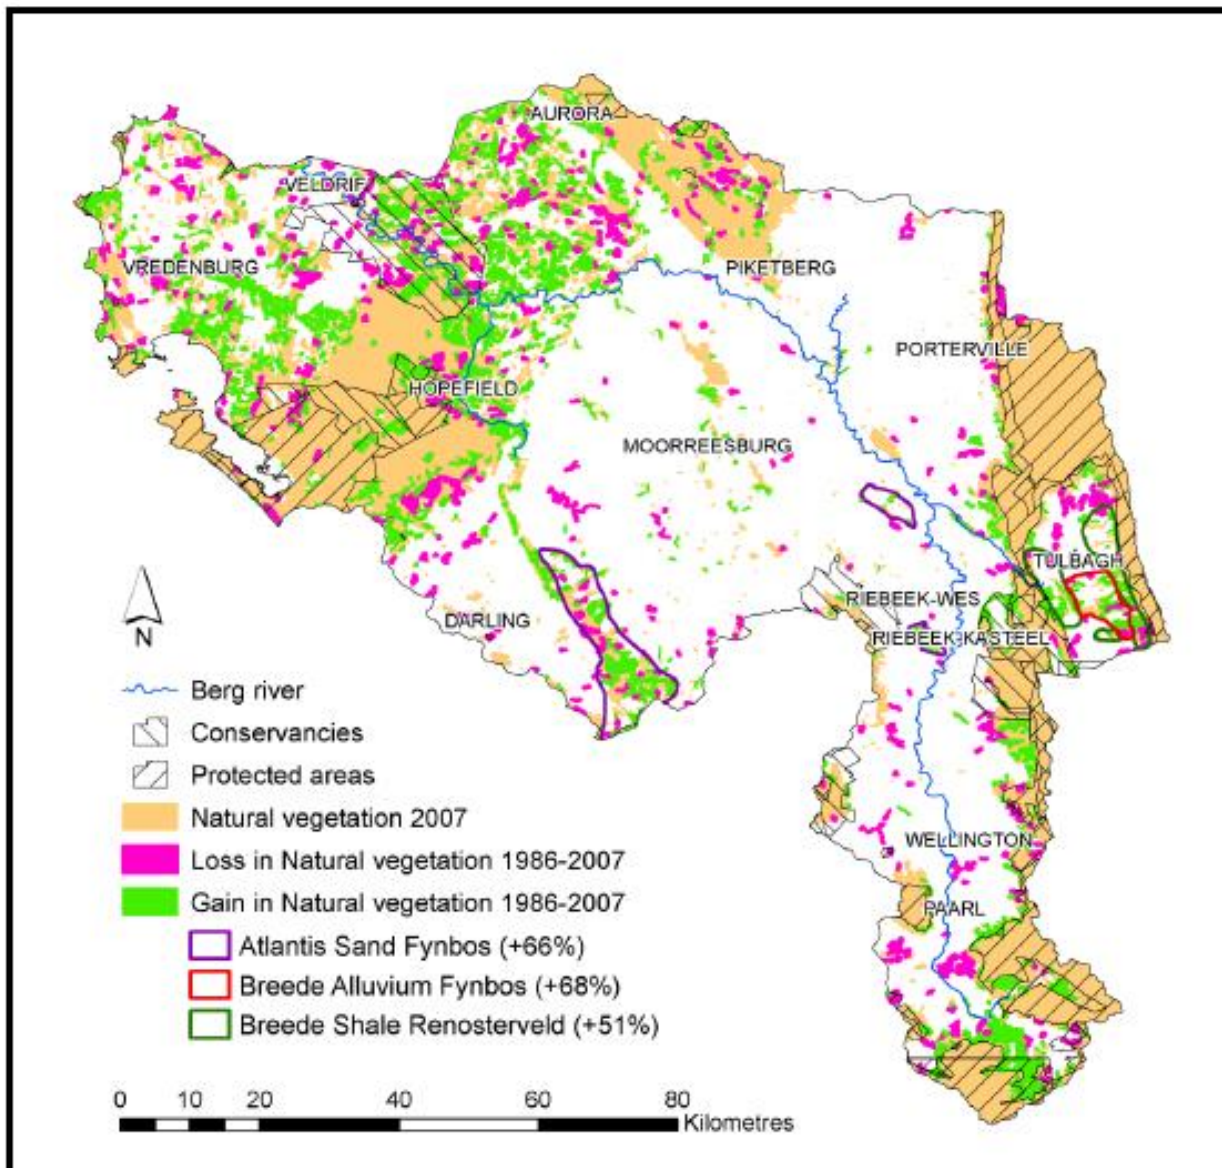 AURORA
VELDRIF
VREDENBURG
PIKETBERG
PORTERVILLE
HOPEFIELD
MOORREESBURG
TULBAGH
RIEBEEK-WES
DARLING
RIEBEEK-KASTEEL
N
Berg river
Conservancies
Protected areas
Natural vegetation 2007
Loss in Natural vegetation 1986-2007
WELLINGTON
Gain in Natural vegetation 1986-2007
PAARL
Atlantis Sand Fynbos (+66%)
Breede Alluvium Fynbos (+68%)
Breede Shale Renosterveld (+51%)
0 10 20 40 60 80
Kilometres